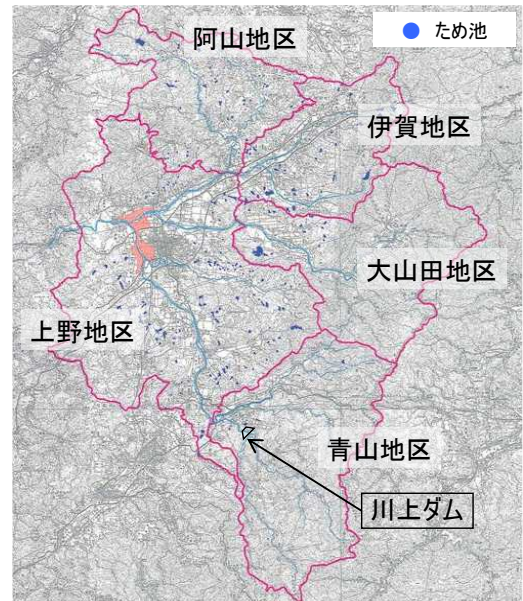 阿山地区
ため池
伊賀地区
大山田地区
上野地区
青山地区
川上ダム